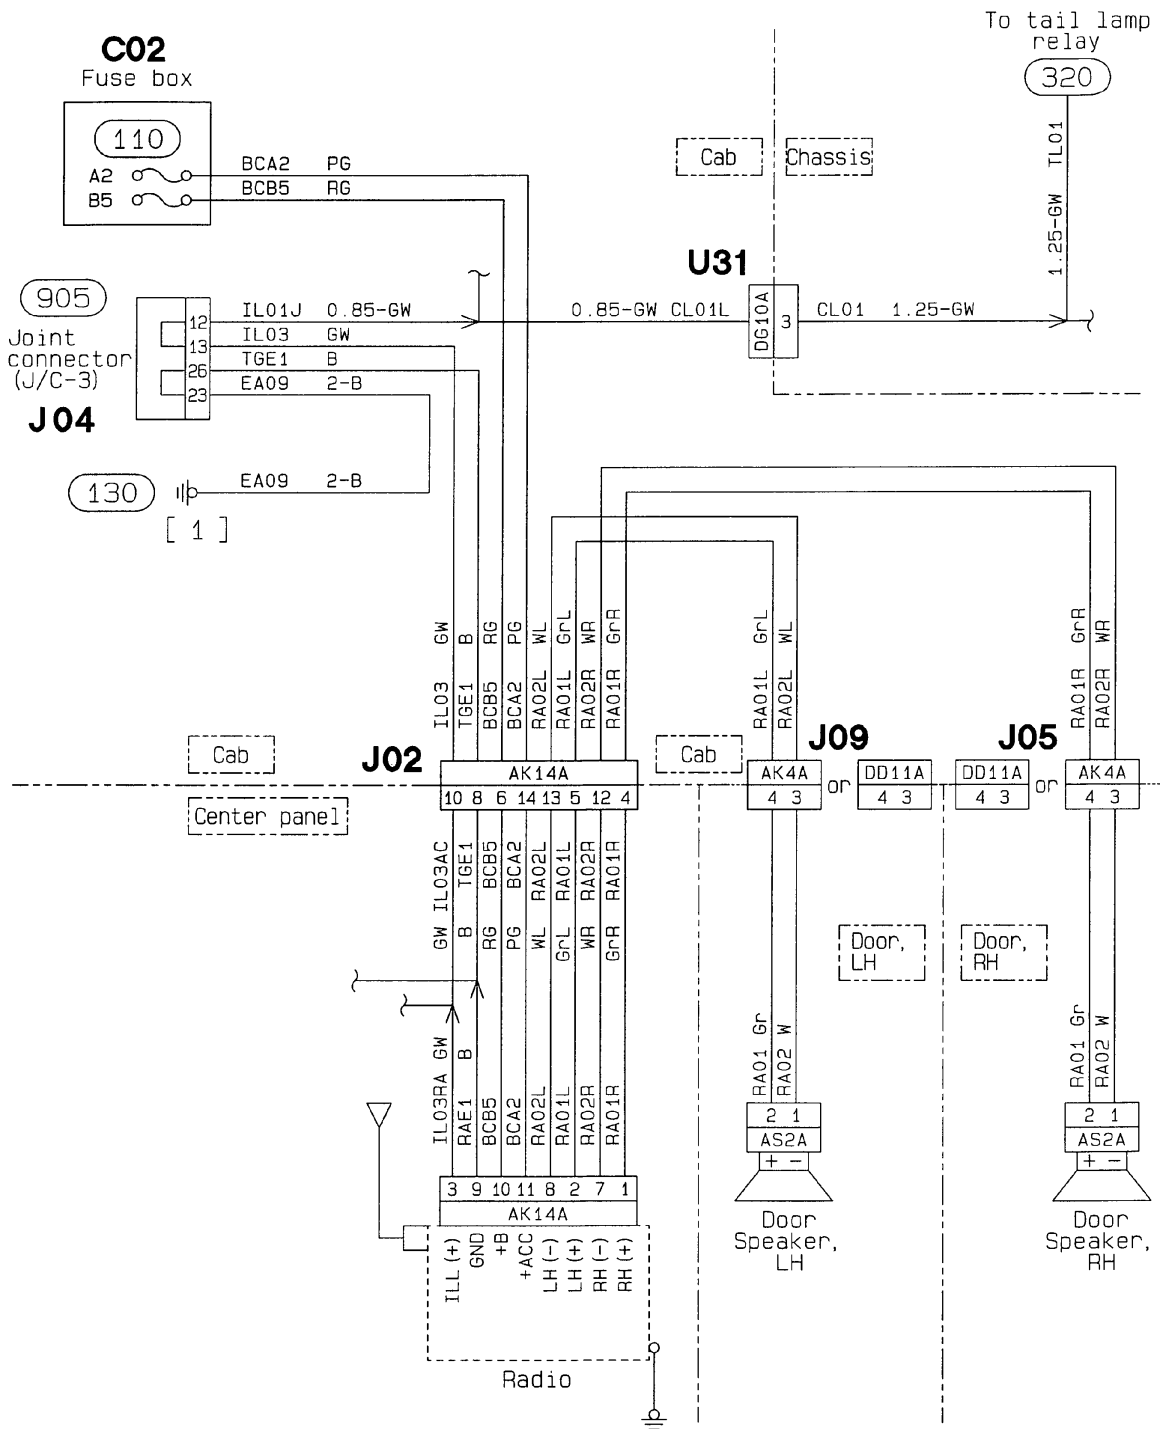 To tail lamp
relay
320
C02
Fuse box
110
A2
B5
BCA2 PG
BCB5 RG
Cab
Chassis
1.25-GW TL01
U31
DG10A
3
905
Joint
connector
(J/C-3)
J04
12
13
26
23
IL01J 0.85-GW
IL03 GW
TGE1 B
EA09 2-B
0.85-GW CL01L
CL01 1.25-GW
130
EA09 2-B
[ 1 ]
IL03 GW
TGE1 B
BCB5 RG
BCA2 PG
RA02L WL
RA01L GrL
RA02R WR
RA01R GrR
RA01L GrL
RA02L WL
RA01R GrR
RA02R WR
Cab
J02
Cab
J09
J05
AK14A
10 8 6 14 13 5 12 4
AK4A
4 3
or
DD11A
4 3
DD11A
4 3
or
AK4A
4 3
Center panel
GW IL03AC
B TGE1
RG BCB5
PG BCA2
WL RA02L
GrL RA01L
WR RA02R
GrR RA01R
Door,
LH
Door,
RH
IL03RA GW
RAE1 B
BCB5
BCA2
RA02L
RA01L
RA02R
RA01R
RA01 Gr
RA02 W
RA01 Gr
RA02 W
2 1
AS2A
+ -
2 1
AS2A
+ -
3 9 10 11 8 2 7 1
AK14A
ILL (+)
GND
+B
+ACC
LH (-)
LH (+)
RH (-)
RH (+)
Door
Speaker,
LH
Door
Speaker,
RH
Radio